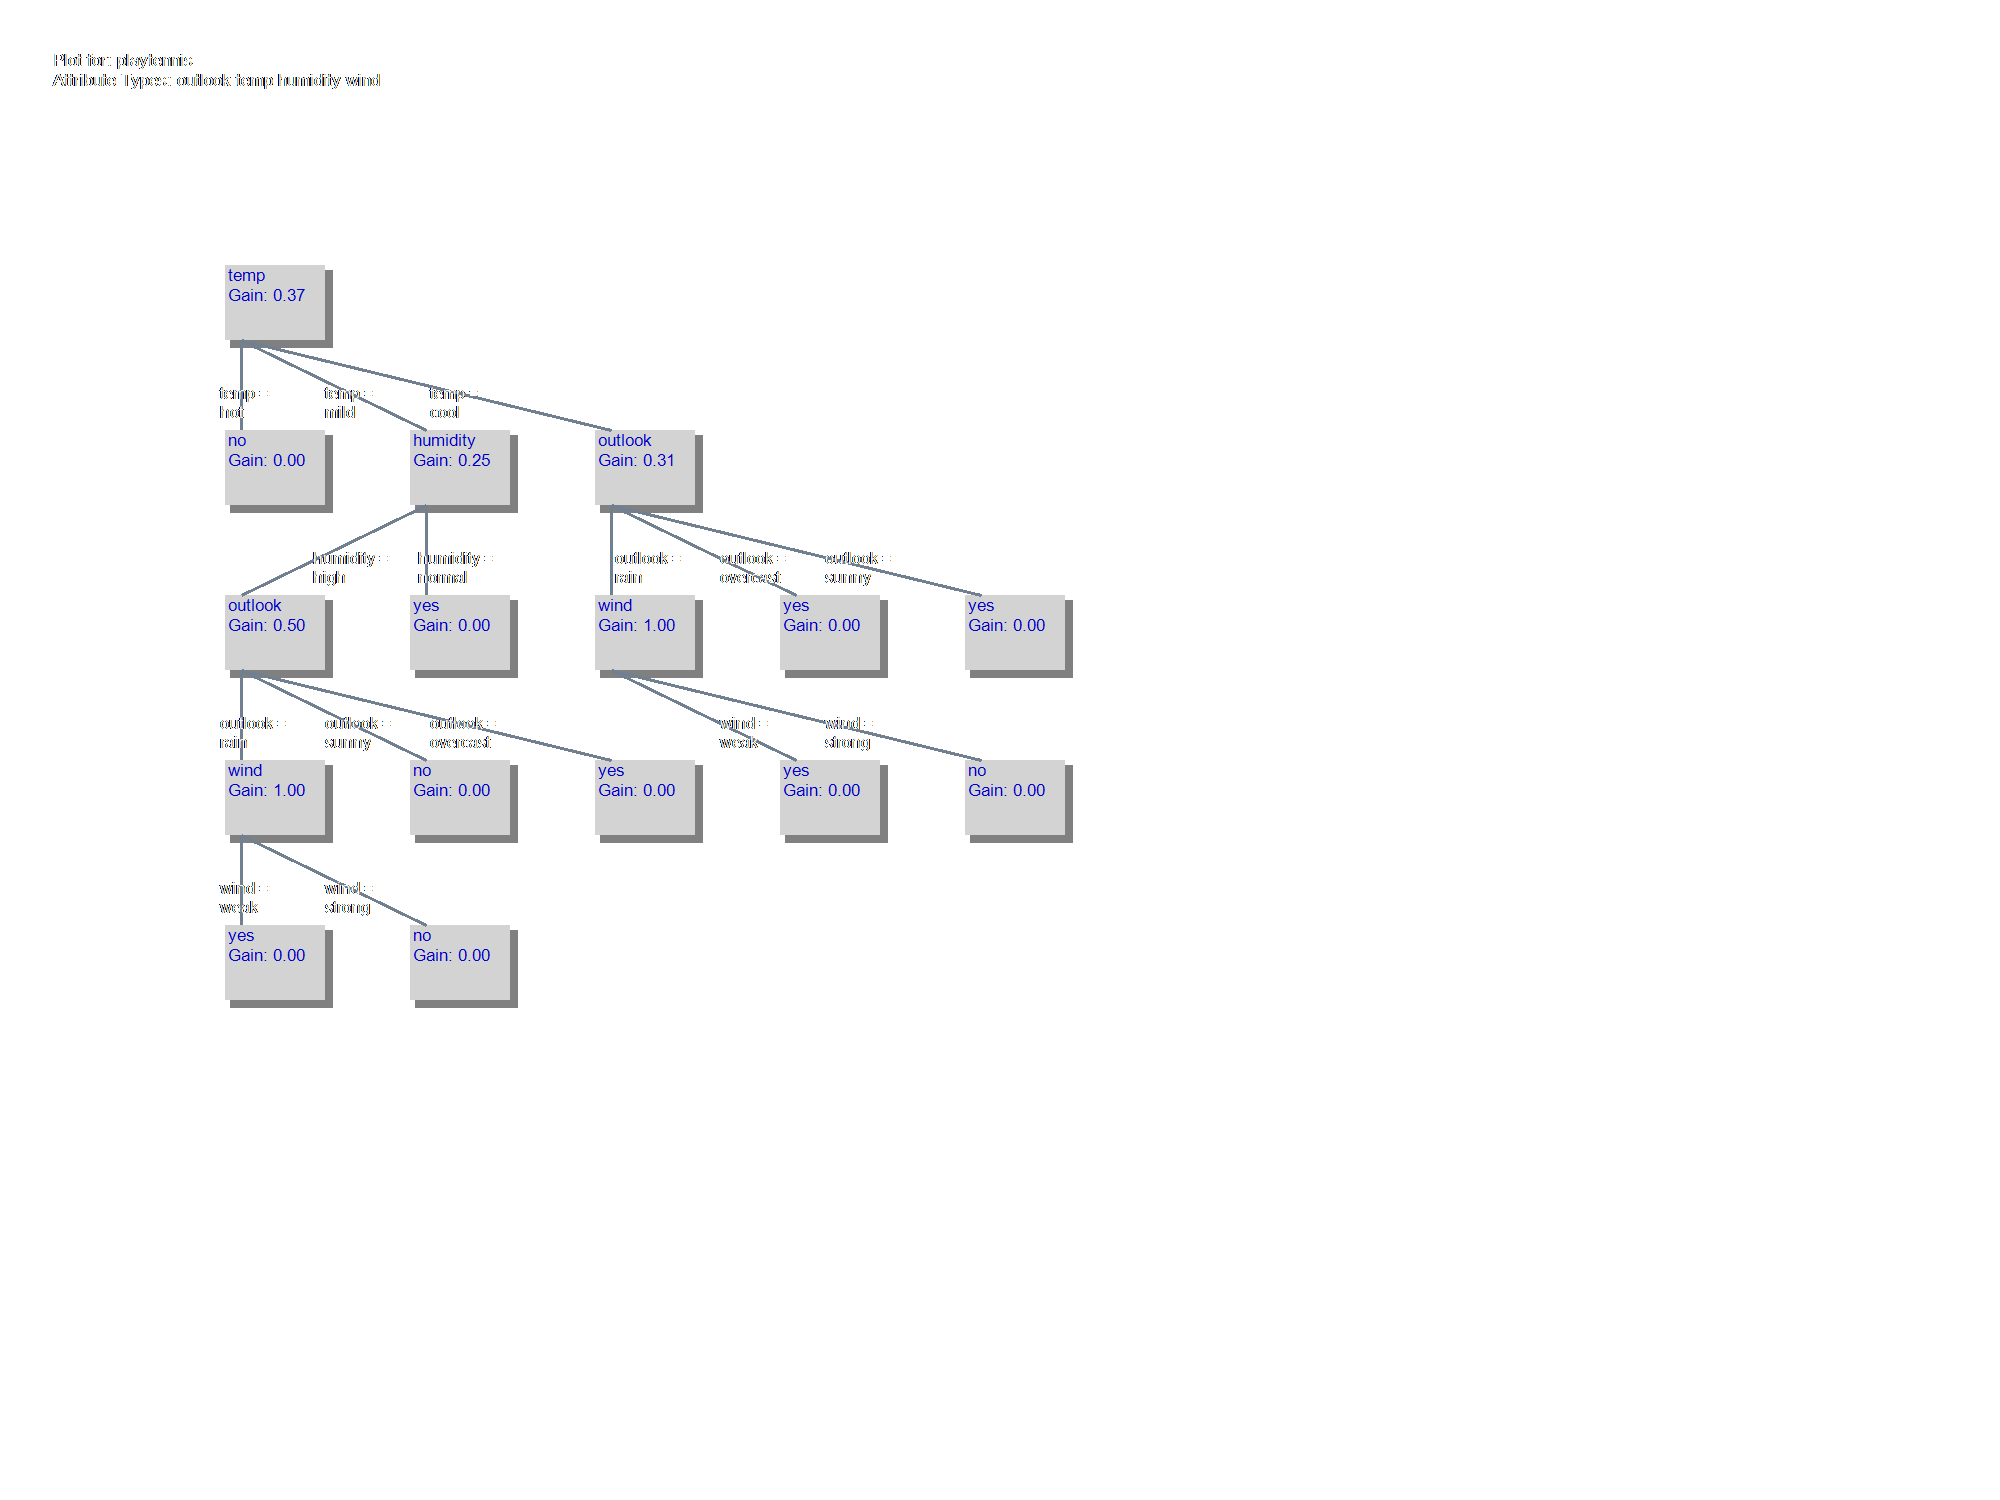 Plot for: playtennis
Attribute Types: outlook temp humidity wind
temp
Gain: 0.37
temp =
hot
temp =
mild
temp =
cool
no
Gain: 0.00
humidity
Gain: 0.25
outlook
Gain: 0.31
humidity =
high
humidity =
normal
outlook =
rain
outlook =
overcast
outlook =
sunny
outlook
Gain: 0.50
yes
Gain: 0.00
wind
Gain: 1.00
yes
Gain: 0.00
yes
Gain: 0.00
outlook =
rain
outlook =
sunny
outlook =
overcast
wind =
weak
wind =
strong
wind
Gain: 1.00
no
Gain: 0.00
yes
Gain: 0.00
yes
Gain: 0.00
no
Gain: 0.00
wind =
weak
wind =
strong
yes
Gain: 0.00
no
Gain: 0.00